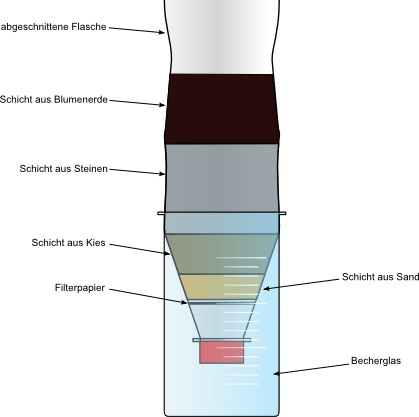 abgeschnittene Flasche
Schicht aus Blumenerde
Schicht aus Steinen
Schicht aus Kies
Schicht aus Sand
Filterpapier
Becherglas